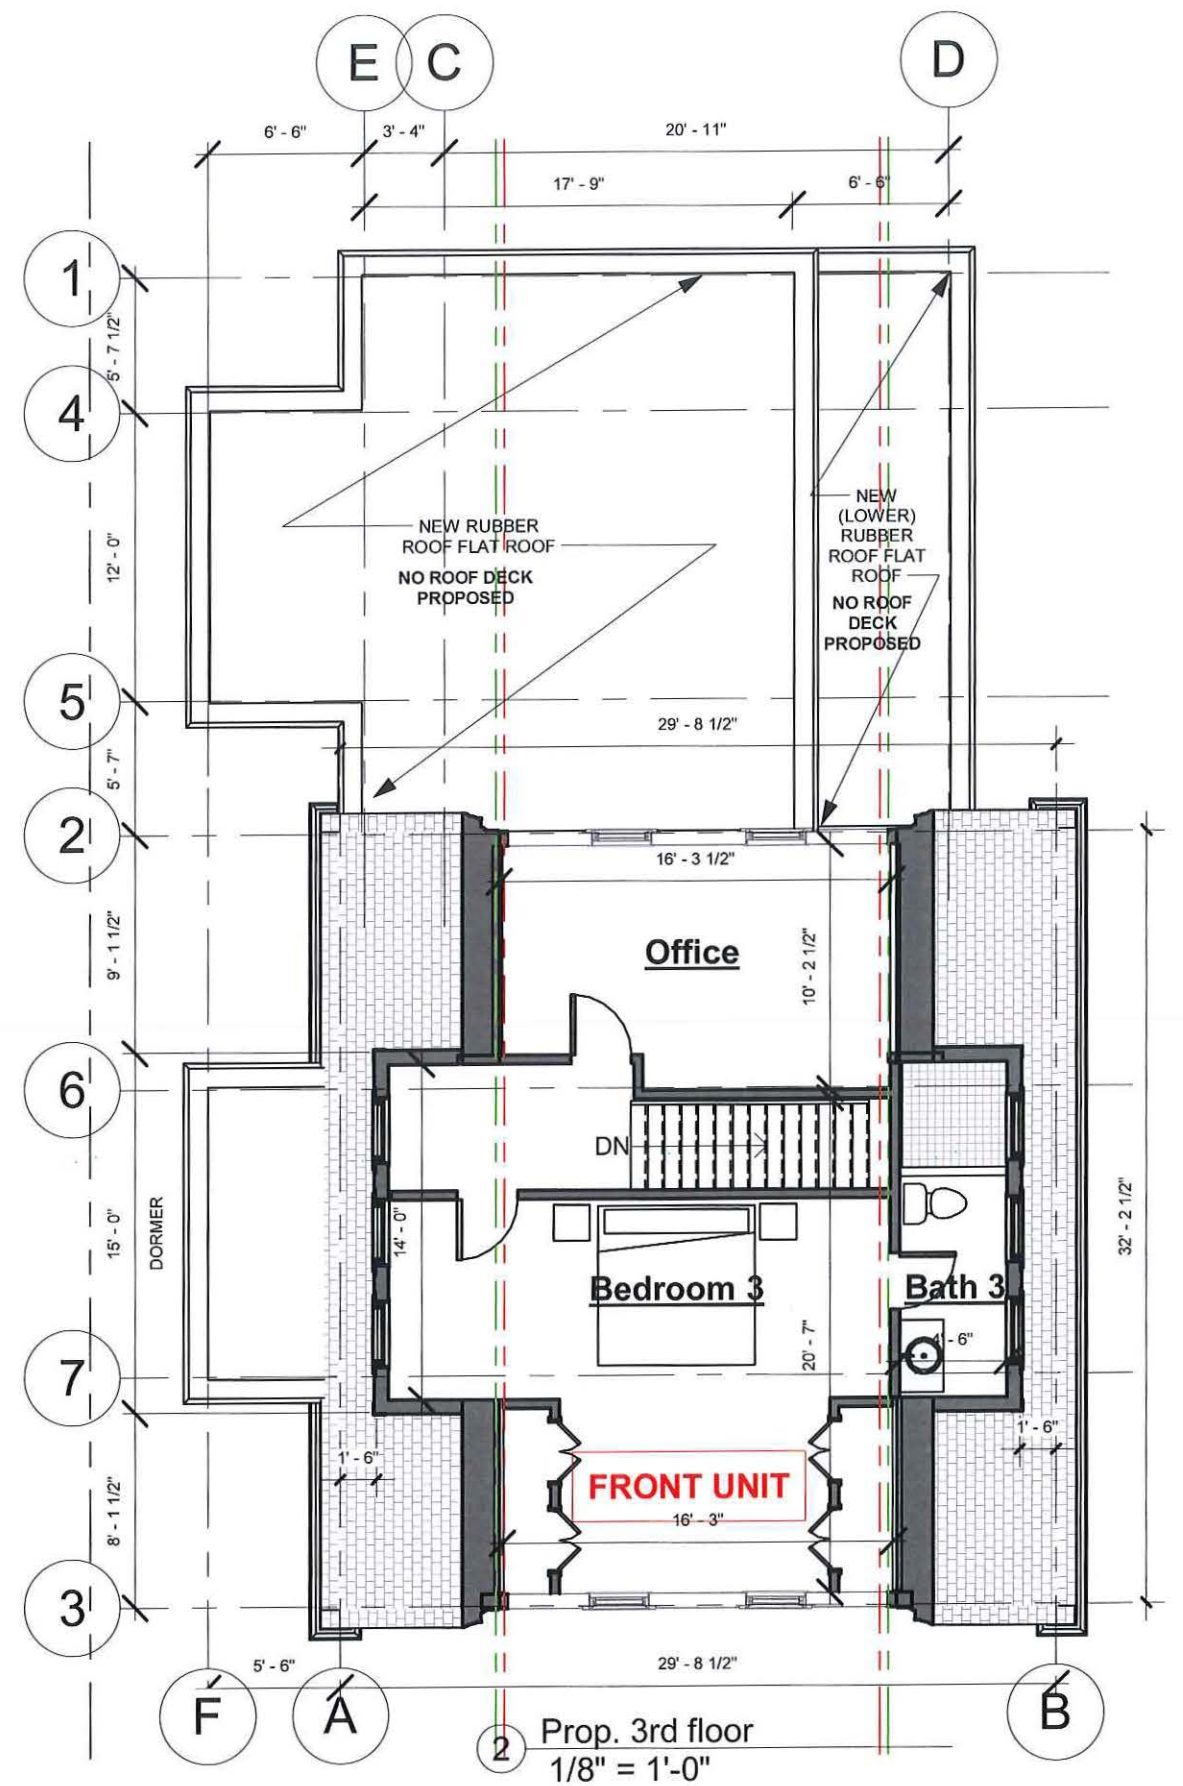 E C D
6' - 6" 3' - 4" 20' - 11"
17' - 9" 6' - 6"
1
5' - 7 1/2"
4
NEW RUBBER
ROOF FLAT ROOF
NO ROOF DECK
PROPOSED
NEW
(LOWER)
RUBBER
ROOF FLAT
ROOF
NO ROOF
DECK
PROPOSED
12' - 0"
5
29' - 8 1/2"
5' - 7"
2
16' - 3 1/2"
9' - 1 1/2"
Office
10' - 2 1/2"
6
DN
15' - 0"
DORMER
14' - 0"
Bedroom 3
Bath 3
32' - 2 1/2"
20' - 7"
4' - 6"
7
1' - 6"
1' - 6"
FRONT UNIT
16' - 3"
8' - 1 1/2"
3
5' - 6" 29' - 8 1/2"
F A B
2 Prop. 3rd floor
1/8" = 1'-0"